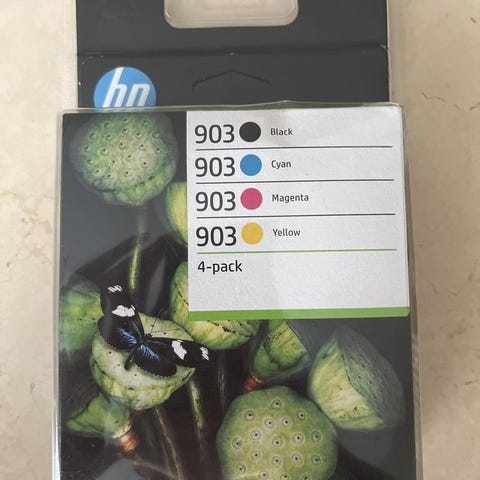 hp
903 Black
903 Cyan
903 Magenta
903 Yellow
4-pack